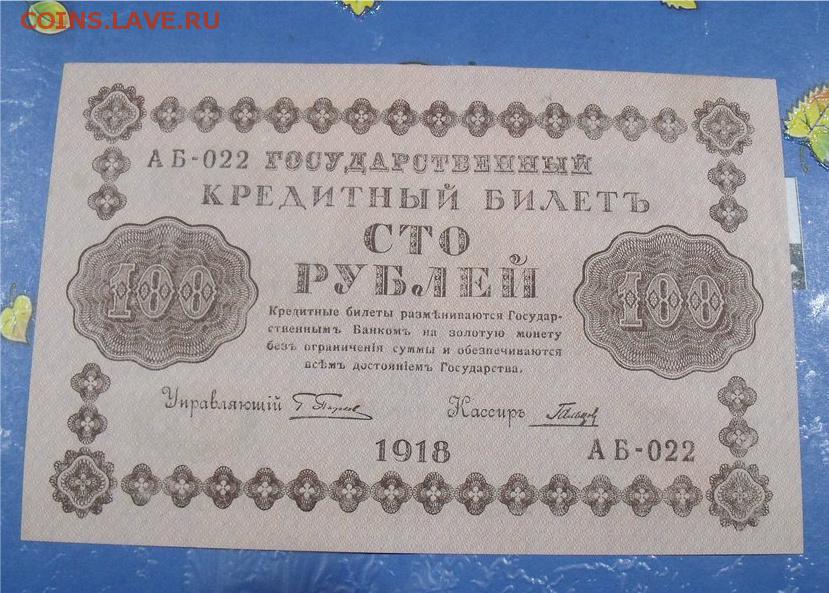 COINS.LAVE.RU
АБ-022 ГОСУДАРСТВЕННЫЙ
КРЕДИТНЫЙ БИЛЕТЪ
СТО
РУБЛЕЙ
100
100
Кредитные билеты размѣниваются Государ-
ственнымъ Банкомъ на золотую монету
безъ ограниченія суммы и обезпечиваются
всѣмъ достояніемъ Государства.
Управляющій
Кассиръ
1918 АБ-022